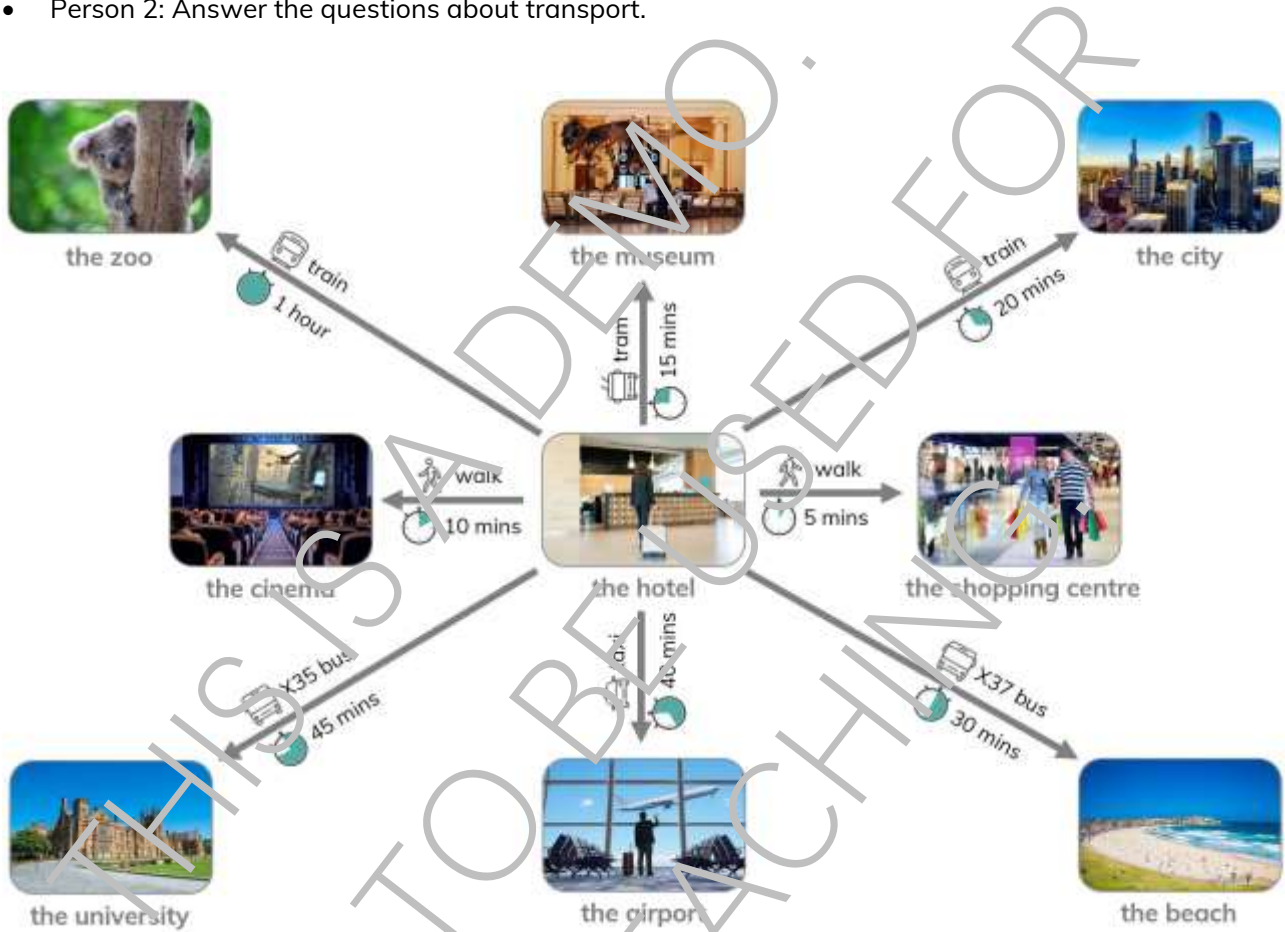 • Person 2: Answer the questions about transport.
the zoo
the museum
the city
train
1 hour
tram
15 mins
train
20 mins
walk
10 mins
walk
5 mins
the cinema
the hotel
the shopping centre
X35 bus
45 mins
taxi
40 mins
X37 bus
30 mins
the university
the airport
the beach
THIS IS A DEMO.
TO BE USED FOR
TEACHING.